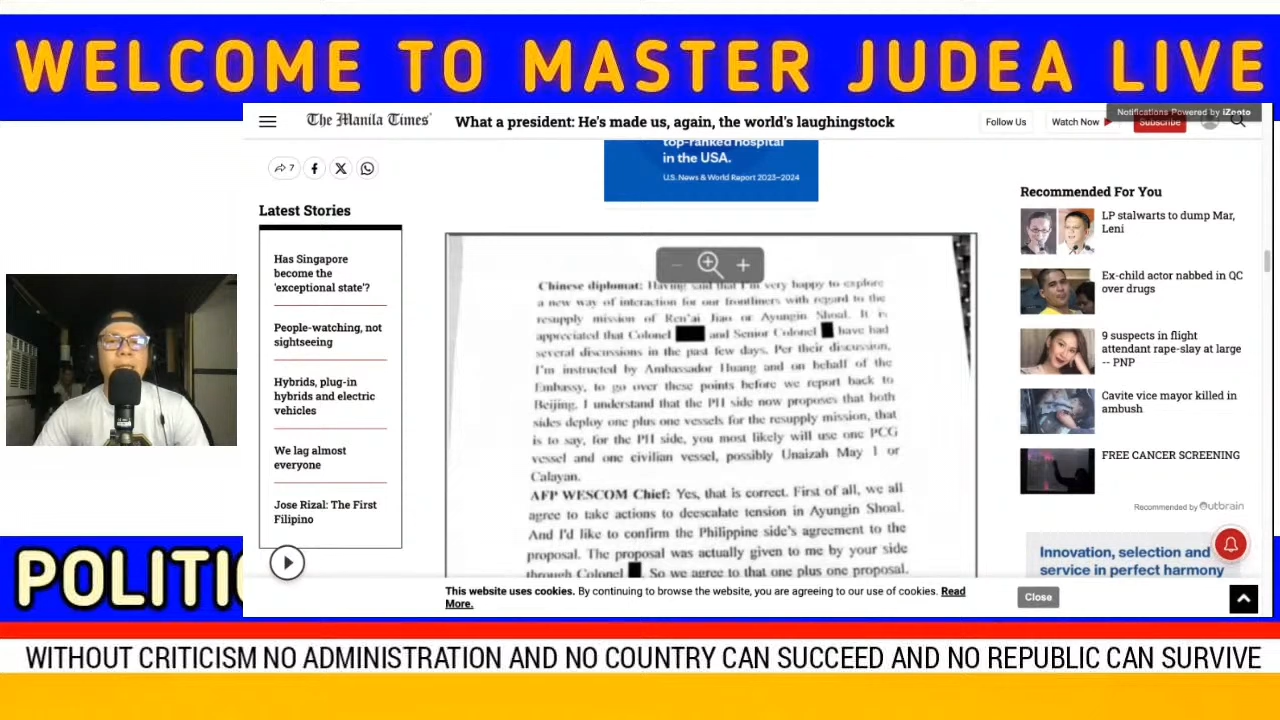 WELCOME TO MASTER JUDEA LIVE
The Manila Times
What a president: He's made us, again, the world's laughingstock
Notifications Powered by iZooto
Follow Us
Watch Now
Subscribe
7
top-ranked hospital
in the USA.
U.S. News & World Report 2023–2024
Latest Stories
Has Singapore
become the
'exceptional state'?
People-watching, not
sightseeing
Hybrids, plug-in
hybrids and electric
vehicles
We lag almost
everyone
Jose Rizal: The First
Filipino
Chinese diplomat: Having said that I'm very happy to explore
a new way of interaction for our frontliners with regard to the
resupply mission of Ren'ai Jiao or Ayungin Shoal. It is
appreciated that Colonel and Senior Colonel have had
several discussions in the past few days. Per their discussion,
I'm instructed by Ambassador Huang and on behalf of the
Embassy, to go over these points before we report back to
Beijing. I understand that the PH side now proposes that both
sides deploy one plus one vessels for the resupply mission, that
is to say, for the PH side, you most likely will use one PCG
vessel and one civilian vessel, possibly Unaizah May 1 or
Calayan.
AFP WESCOM Chief: Yes, that is correct. First of all, we all
agree to take actions to deescalate tension in Ayungin Shoal.
And I'd like to confirm the Philippine side's agreement to the
proposal. The proposal was actually given to me by your side
through Colonel . So we agree to that one plus one proposal.
Recommended For You
LP stalwarts to dump Mar,
Leni
Ex-child actor nabbed in QC
over drugs
9 suspects in flight
attendant rape-slay at large
-- PNP
Cavite vice mayor killed in
ambush
FREE CANCER SCREENING
Recommended by Outbrain
Innovation, selection and
service in perfect harmony
This website uses cookies. By continuing to browse the website, you are agreeing to our use of cookies. Read
More.
Close
POLITI
WITHOUT CRITICISM NO ADMINISTRATION AND NO COUNTRY CAN SUCCEED AND NO REPUBLIC CAN SURVIVE